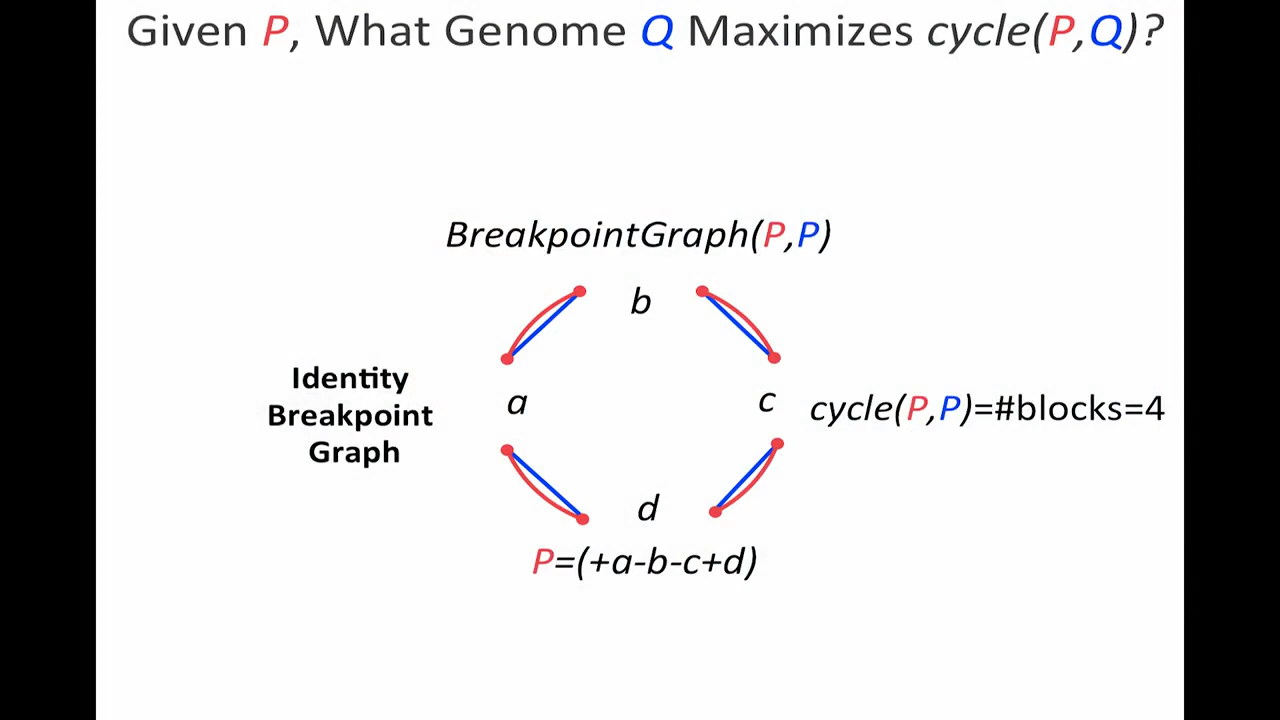 Given P, What Genome Q Maximizes cycle(P,Q)?
BreakpointGraph(P,P)
b
Identity
Breakpoint
Graph
a
c
cycle(P,P)=#blocks=4
d
P=(+a-b-c+d)